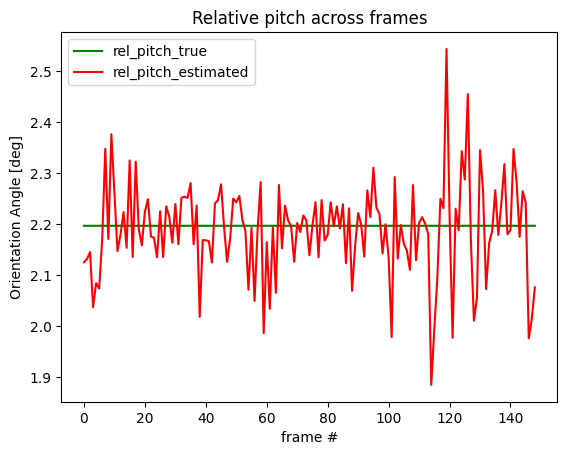 Relative pitch across frames
rel_pitch_true
rel_pitch_estimated
Orientation Angle [deg]
2.5
2.4
2.3
2.2
2.1
2.0
1.9
0 20 40 60 80 100 120 140
frame #